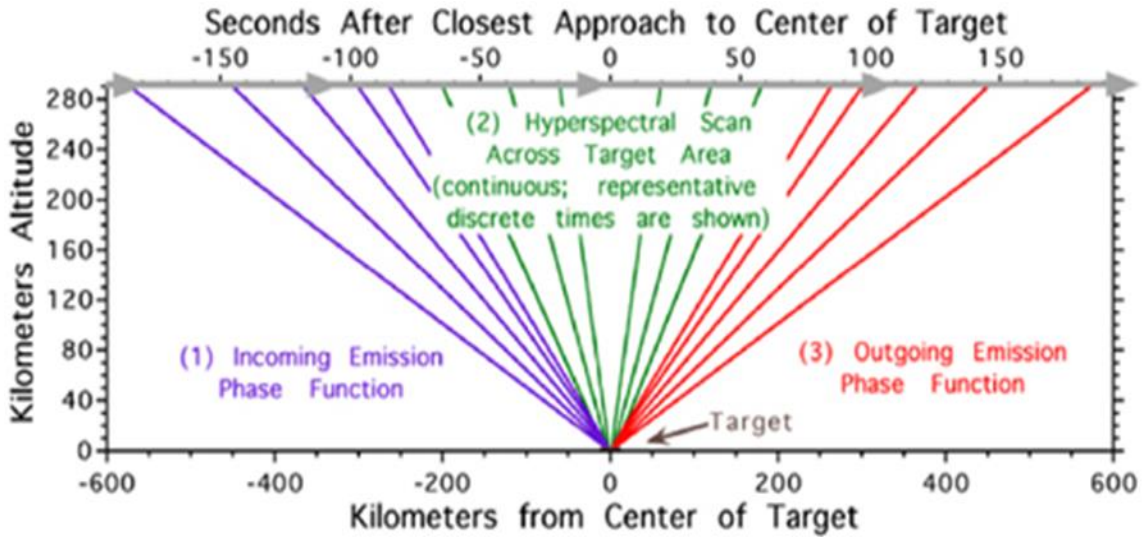 Seconds After Closest Approach to Center of Target
-150 -100 -50 0 50 100 150
280
240
200
160
120
80
40
0
Kilometers Altitude
(2) Hyperspectral Scan
Across Target Area
(continuous; representative
discrete times are shown)
(1) Incoming Emission
Phase Function
(3) Outgoing Emission
Phase Function
Target
-600 -400 -200 0 200 400 600
Kilometers from Center of Target